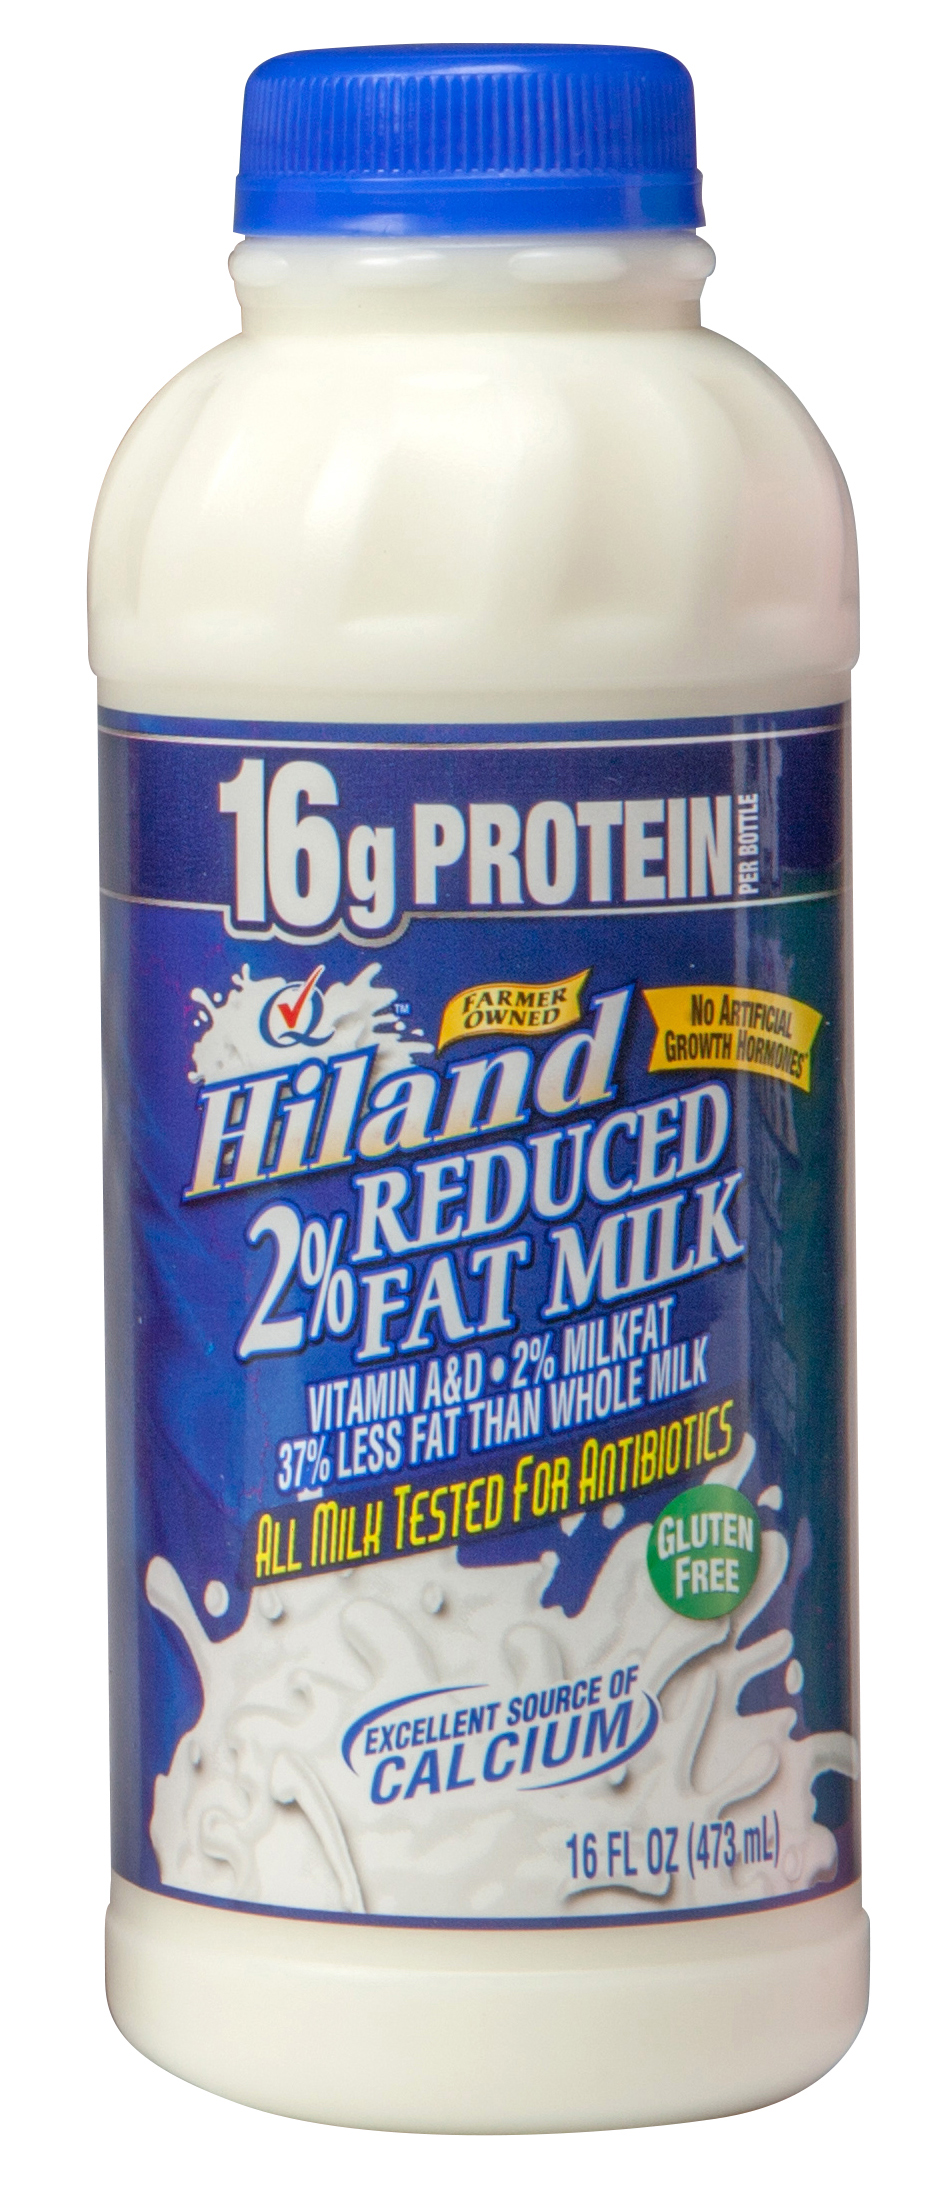 16g PROTEIN PER BOTTLE
Q ™
FARMER
OWNED
NO ARTIFICIAL
GROWTH HORMONES*
Hiland
2% REDUCED
FAT MILK
VITAMIN A&D • 2% MILKFAT
37% LESS FAT THAN WHOLE MILK
ALL MILK TESTED FOR ANTIBIOTICS
GLUTEN
FREE
EXCELLENT SOURCE OF
CALCIUM
16 FL OZ (473 mL)